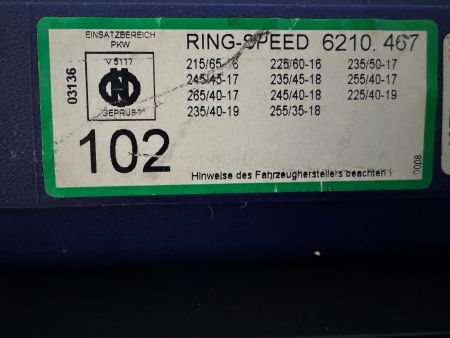 EINSATZBEREICH
PKW
V 5117
GEPRÜFT
03136
102
RING-SPEED 6210. 467
215/65-16 225/60-16 235/50-17
245/45-17 235/45-18 255/40-17
265/40-17 245/40-18 225/40-19
235/40-19 255/35-18
Hinweise des Fahrzeugherstellers beachten !